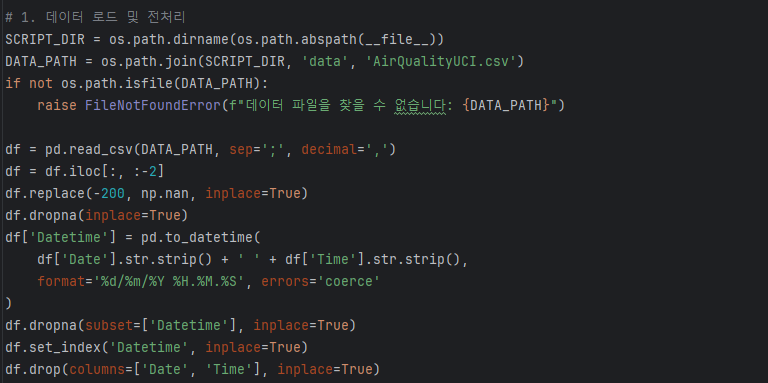 # 1. 데이터 로드 및 전처리
SCRIPT_DIR = os.path.dirname(os.path.abspath(__file__))
DATA_PATH = os.path.join(SCRIPT_DIR, 'data', 'AirQualityUCI.csv')
if not os.path.isfile(DATA_PATH):
    raise FileNotFoundError(f"데이터 파일을 찾을 수 없습니다: {DATA_PATH}")
df = pd.read_csv(DATA_PATH, sep=';', decimal=',')
df = df.iloc[:, :-2]
df.replace(-200, np.nan, inplace=True)
df.dropna(inplace=True)
df['Datetime'] = pd.to_datetime(
    df['Date'].str.strip() + ' ' + df['Time'].str.strip(),
    format='%d/%m/%Y %H.%M.%S', errors='coerce'
)
df.dropna(subset=['Datetime'], inplace=True)
df.set_index('Datetime', inplace=True)
df.drop(columns=['Date', 'Time'], inplace=True)